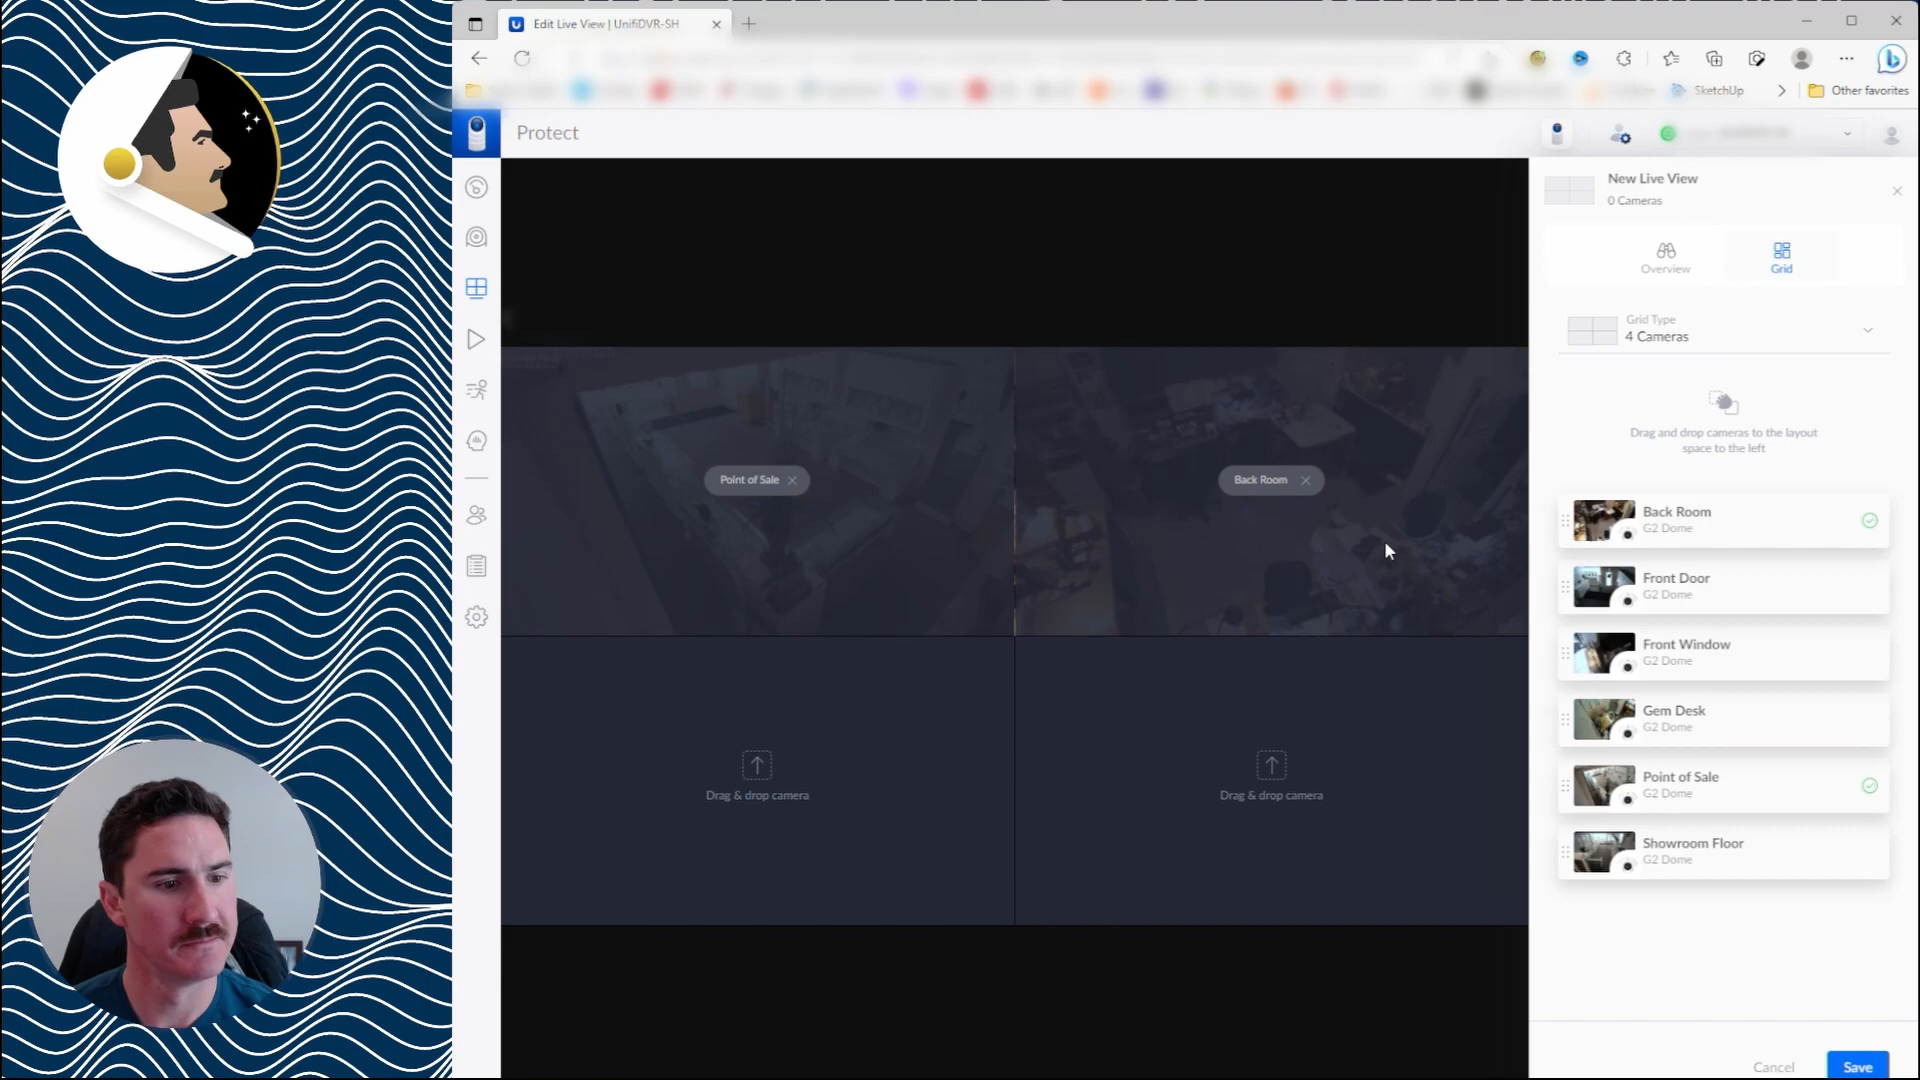 Edit Live View | UnifiDVR-SH
SketchUp
Other favorites
Protect
New Live View
0 Cameras
Overview
Grid
Grid Type
4 Cameras
Drag and drop cameras to the layout
space to the left
Point of Sale
Back Room
Drag & drop camera
Drag & drop camera
Back Room
G2 Dome
Front Door
G2 Dome
Front Window
G2 Dome
Gem Desk
G2 Dome
Point of Sale
G2 Dome
Showroom Floor
G2 Dome
Cancel
Save